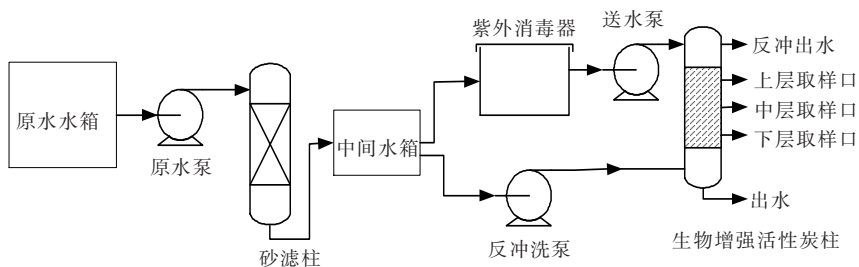 原水水箱
原水泵
砂滤柱
中间水箱
紫外消毒器
送水泵
反冲洗泵
反冲出水
上层取样口
中层取样口
下层取样口
出水
生物增强活性炭柱